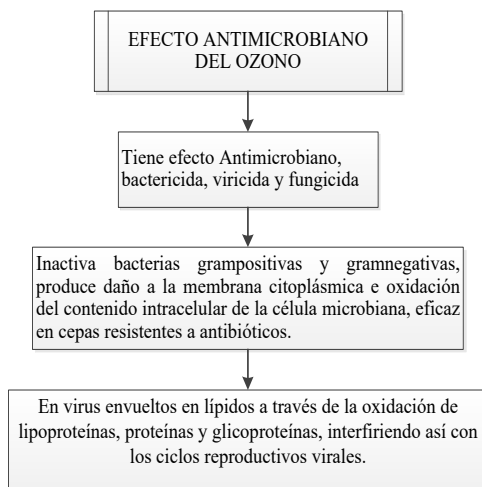 EFECTO ANTIMICROBIANO
DEL OZONO
Tiene efecto Antimicrobiano,
bactericida, viricida y fungicida
Inactiva bacterias grampositivas y gramnegativas,
produce daño a la membrana citoplásmica e oxidación
del contenido intracelular de la célula microbiana, eficaz
en cepas resistentes a antibióticos.
En virus envueltos en lípidos a través de la oxidación de
lipoproteínas, proteínas y glicoproteínas, interfiriendo así con
los ciclos reproductivos virales.